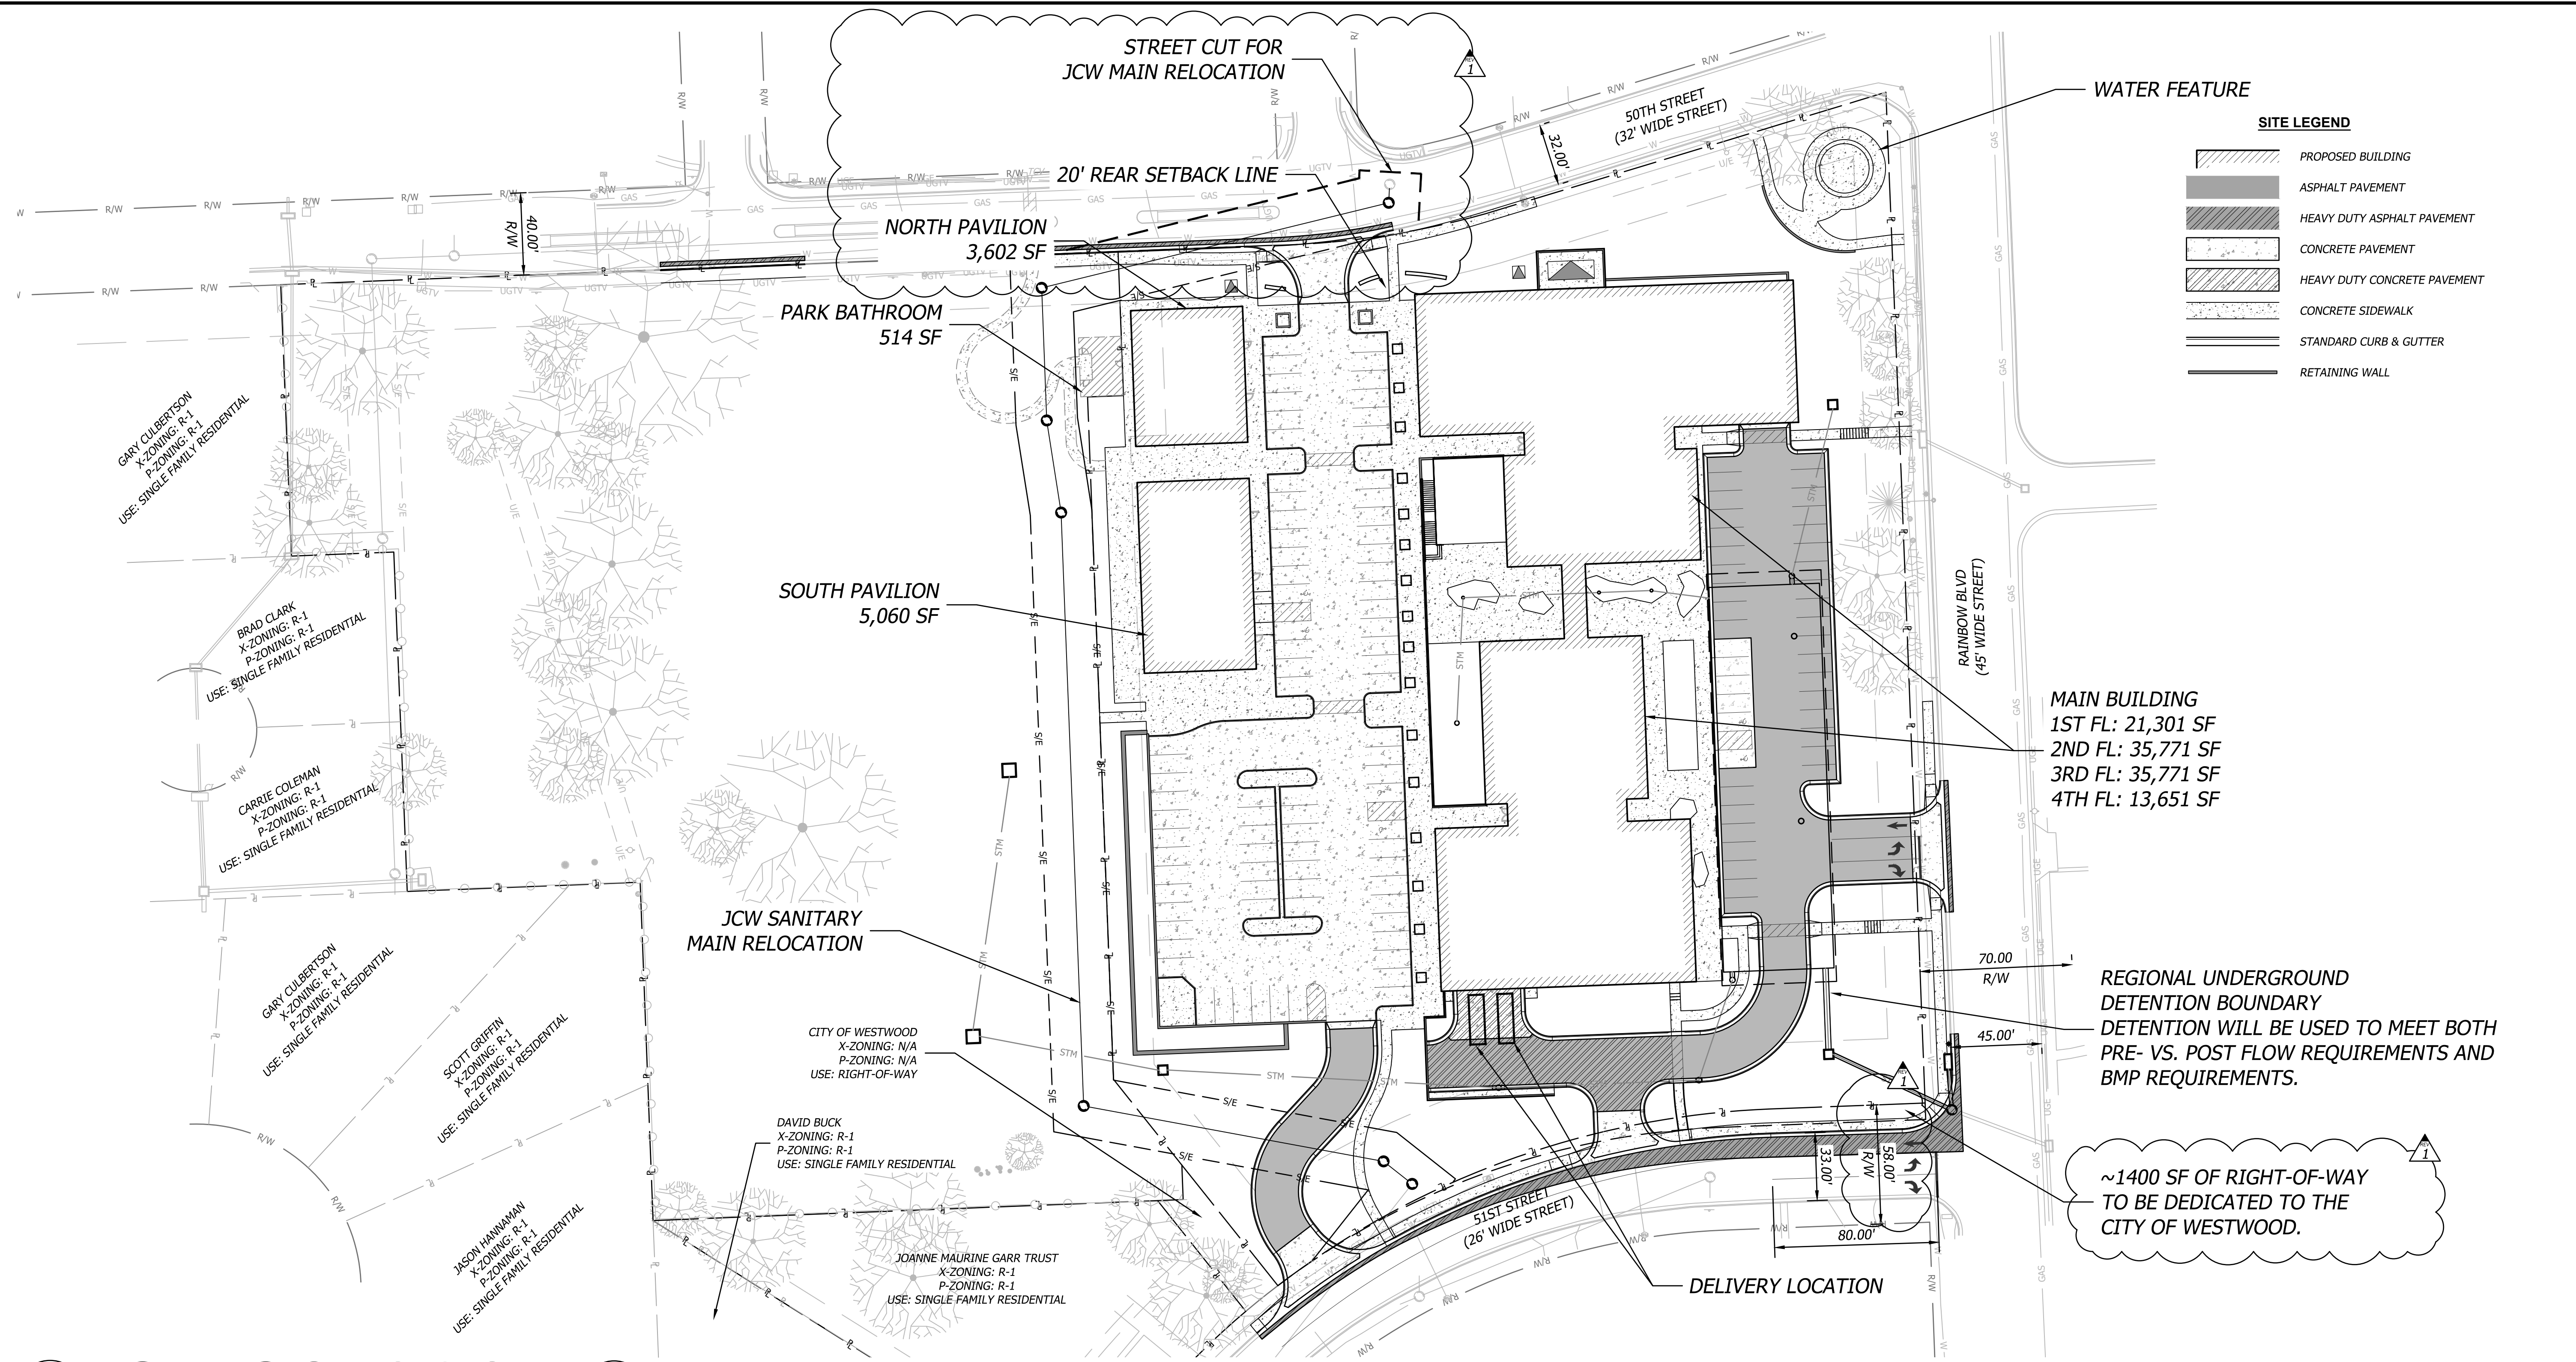 STREET CUT FOR
JCW MAIN RELOCATION
REV
1
20' REAR SETBACK LINE
NORTH PAVILION
3,602 SF
PARK BATHROOM
514 SF
SOUTH PAVILION
5,060 SF
50TH STREET
(32' WIDE STREET)
32.00'
40.00'
R/W
WATER FEATURE
SITE LEGEND
PROPOSED BUILDING
ASPHALT PAVEMENT
HEAVY DUTY ASPHALT PAVEMENT
CONCRETE PAVEMENT
HEAVY DUTY CONCRETE PAVEMENT
CONCRETE SIDEWALK
STANDARD CURB & GUTTER
RETAINING WALL
GARY CULBERTSON
X-ZONING: R-1
P-ZONING: R-1
USE: SINGLE FAMILY RESIDENTIAL
BRAD CLARK
X-ZONING: R-1
P-ZONING: R-1
USE: SINGLE FAMILY RESIDENTIAL
CARRIE COLEMAN
X-ZONING: R-1
P-ZONING: R-1
USE: SINGLE FAMILY RESIDENTIAL
GARY CULBERTSON
X-ZONING: R-1
P-ZONING: R-1
USE: SINGLE FAMILY RESIDENTIAL
SCOTT GRIFFIN
X-ZONING: R-1
P-ZONING: R-1
USE: SINGLE FAMILY RESIDENTIAL
JASON HANNAMAN
X-ZONING: R-1
P-ZONING: R-1
USE: SINGLE FAMILY RESIDENTIAL
RAINBOW BLVD
(45' WIDE STREET)
MAIN BUILDING
1ST FL: 21,301 SF
2ND FL: 35,771 SF
3RD FL: 35,771 SF
4TH FL: 13,651 SF
JCW SANITARY
MAIN RELOCATION
CITY OF WESTWOOD
X-ZONING: N/A
P-ZONING: N/A
USE: RIGHT-OF-WAY
DAVID BUCK
X-ZONING: R-1
P-ZONING: R-1
USE: SINGLE FAMILY RESIDENTIAL
JOANNE MAURINE GARR TRUST
X-ZONING: R-1
P-ZONING: R-1
USE: SINGLE FAMILY RESIDENTIAL
70.00
R/W
45.00'
REGIONAL UNDERGROUND
DETENTION BOUNDARY
DETENTION WILL BE USED TO MEET BOTH
PRE- VS. POST FLOW REQUIREMENTS AND
BMP REQUIREMENTS.
REV
1
REV
1
~1400 SF OF RIGHT-OF-WAY
TO BE DEDICATED TO THE
CITY OF WESTWOOD.
33.00'
58.00'
R/W
80.00'
51ST STREET
(26' WIDE STREET)
DELIVERY LOCATION